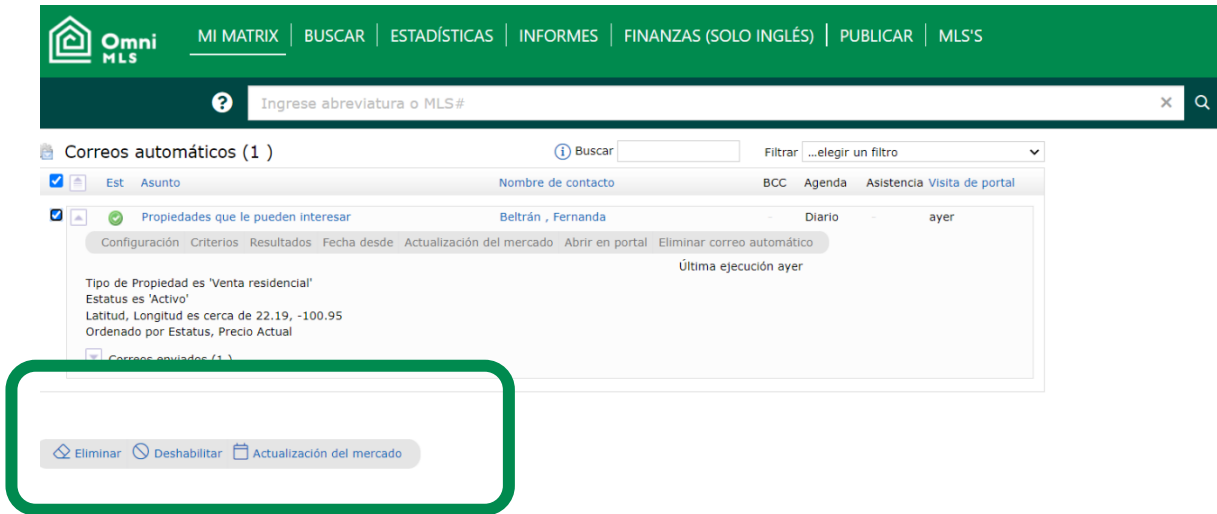 Omni
MLS
MI MATRIX | BUSCAR | ESTADÍSTICAS | INFORMES | FINANZAS (SOLO INGLÉS) | PUBLICAR | MLS'S
? Ingrese abreviatura o MLS#
Correos automáticos (1 ) Buscar Filtrar ...elegir un filtro
Est Asunto Nombre de contacto BCC Agenda Asistencia Visita de portal
Propiedades que le pueden interesar Beltrán , Fernanda - Diario - ayer
Configuración Criterios Resultados Fecha desde Actualización del mercado Abrir en portal Eliminar correo automático
Última ejecución ayer
Tipo de Propiedad es 'Venta residencial'
Estatus es 'Activo'
Latitud, Longitud es cerca de 22.19, -100.95
Ordenado por Estatus, Precio Actual
Correos enviados (1 )
Eliminar Deshabilitar Actualización del mercado